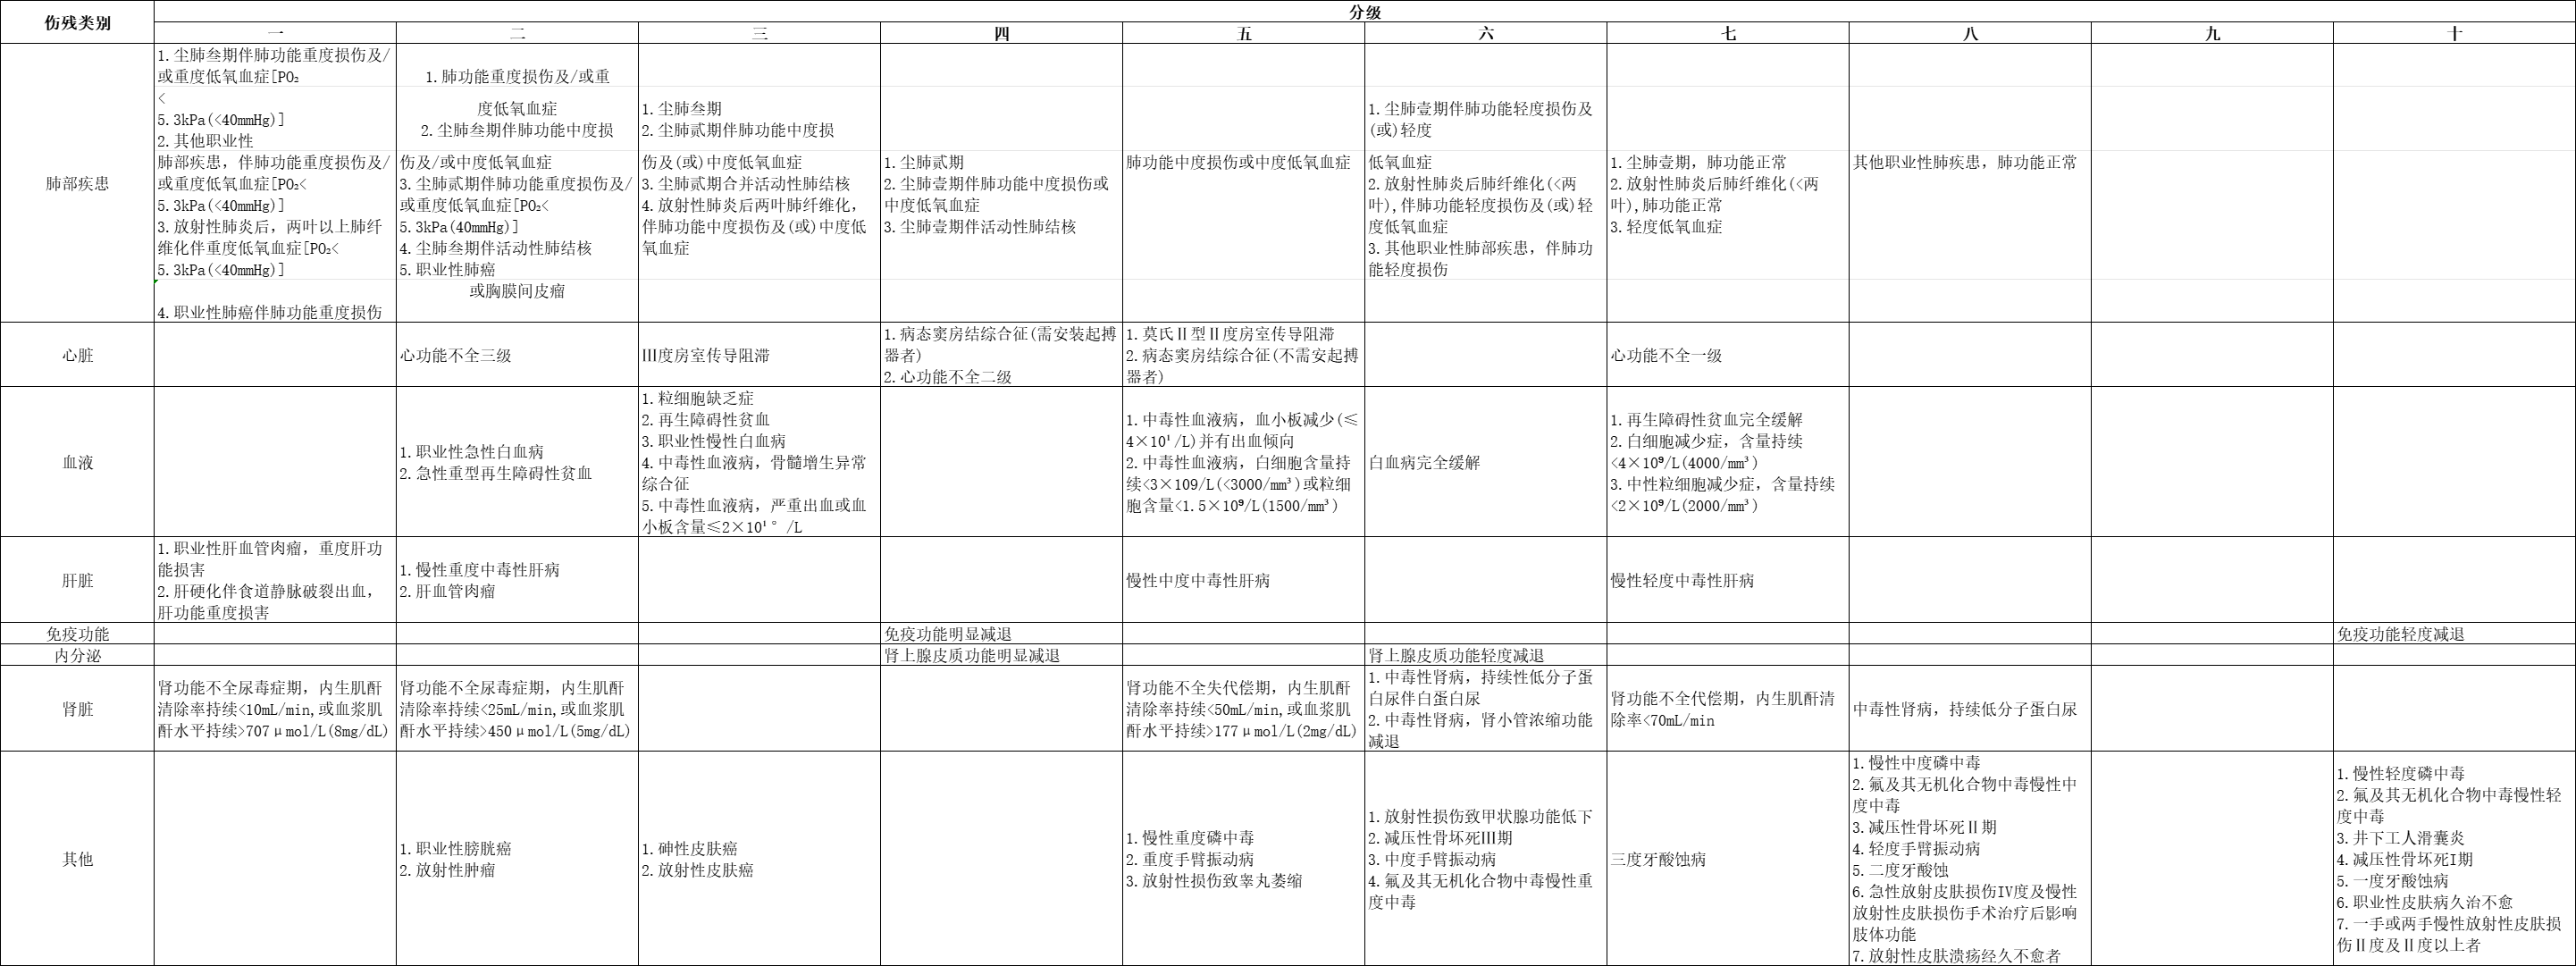 伤残类别
分级
一 二 三 四 五 六 七 八 九 十
肺部疾患
1.尘肺叁期伴肺功能重度损伤及/
或重度低氧血症[PO₂
<
5.3kPa(<40mmHg)]
2.其他职业性
肺部疾患，伴肺功能重度损伤及/
或重度低氧血症[PO₂<
5.3kPa(<40mmHg)]
3.放射性肺炎后，两叶以上肺纤
维化伴重度低氧血症[PO₂<
5.3kPa(<40mmHg)]
4.职业性肺癌伴肺功能重度损伤
1.肺功能重度损伤及/或重
度低氧血症
2.尘肺叁期伴肺功能中度损
伤及/或中度低氧血症
3.尘肺贰期伴肺功能重度损伤及/
或重度低氧血症[PO₂<
5.3kPa(40mmHg)]
4.尘肺叁期伴活动性肺结核
5.职业性肺癌
或胸膜间皮瘤
1.尘肺叁期
2.尘肺贰期伴肺功能中度损
伤及(或)中度低氧血症
3.尘肺贰期合并活动性肺结核
4.放射性肺炎后两叶肺纤维化，
伴肺功能中度损伤及(或)中度低
氧血症
1.尘肺贰期
2.尘肺壹期伴肺功能中度损伤或
中度低氧血症
3.尘肺壹期伴活动性肺结核
肺功能中度损伤或中度低氧血症
1.尘肺壹期伴肺功能轻度损伤及
(或)轻度
低氧血症
2.放射性肺炎后肺纤维化(<两
叶),伴肺功能轻度损伤及(或)轻
度低氧血症
3.其他职业性肺部疾患，伴肺功
能轻度损伤
1.尘肺壹期，肺功能正常
2.放射性肺炎后肺纤维化(<两
叶),肺功能正常
3.轻度低氧血症
其他职业性肺疾患，肺功能正常
心脏
心功能不全三级
Ⅲ度房室传导阻滞
1.病态窦房结综合征(需安装起搏
器者)
2.心功能不全二级
1.莫氏Ⅱ型Ⅱ度房室传导阻滞
2.病态窦房结综合征(不需安起搏
器者)
心功能不全一级
血液
1.职业性急性白血病
2.急性重型再生障碍性贫血
1.粒细胞缺乏症
2.再生障碍性贫血
3.职业性慢性白血病
4.中毒性血液病，骨髓增生异常
综合征
5.中毒性血液病，严重出血或血
小板含量≤2×10¹°/L
1.中毒性血液病，血小板减少(≤
4×10¹/L)并有出血倾向
2.中毒性血液病，白细胞含量持
续<3×109/L(<3000/mm³)或粒细
胞含量<1.5×10⁹/L(1500/mm³)
白血病完全缓解
1.再生障碍性贫血完全缓解
2.白细胞减少症，含量持续
<4×10⁹/L(4000/mm³)
3.中性粒细胞减少症，含量持续
<2×10⁹/L(2000/mm³)
肝脏
1.职业性肝血管肉瘤，重度肝功
能损害
2.肝硬化伴食道静脉破裂出血，
肝功能重度损害
1.慢性重度中毒性肝病
2.肝血管肉瘤
慢性中度中毒性肝病
慢性轻度中毒性肝病
免疫功能
免疫功能明显减退
免疫功能轻度减退
内分泌
肾上腺皮质功能明显减退
肾上腺皮质功能轻度减退
肾脏
肾功能不全尿毒症期，内生肌酐
清除率持续<10mL/min,或血浆肌
酐水平持续>707μmol/L(8mg/dL)
肾功能不全尿毒症期，内生肌酐
清除率持续<25mL/min,或血浆肌
酐水平持续>450μmol/L(5mg/dL)
肾功能不全失代偿期，内生肌酐
清除率持续<50mL/min,或血浆肌
酐水平持续>177μmol/L(2mg/dL)
1.中毒性肾病，持续性低分子蛋
白尿伴白蛋白尿
2.中毒性肾病，肾小管浓缩功能
减退
肾功能不全代偿期，内生肌酐清
除率<70mL/min
中毒性肾病，持续低分子蛋白尿
其他
1.职业性膀胱癌
2.放射性肿瘤
1.砷性皮肤癌
2.放射性皮肤癌
1.慢性重度磷中毒
2.重度手臂振动病
3.放射性损伤致睾丸萎缩
1.放射性损伤致甲状腺功能低下
2.减压性骨坏死Ⅲ期
3.中度手臂振动病
4.氟及其无机化合物中毒慢性重
度中毒
三度牙酸蚀病
1.慢性中度磷中毒
2.氟及其无机化合物中毒慢性中
度中毒
3.减压性骨坏死Ⅱ期
4.轻度手臂振动病
5.二度牙酸蚀
6.急性放射皮肤损伤IV度及慢性
放射性皮肤损伤手术治疗后影响
肢体功能
7.放射性皮肤溃疡经久不愈者
1.慢性轻度磷中毒
2.氟及其无机化合物中毒慢性轻
度中毒
3.井下工人滑囊炎
4.减压性骨坏死I期
5.一度牙酸蚀病
6.职业性皮肤病久治不愈
7.一手或两手慢性放射性皮肤损
伤Ⅱ度及Ⅱ度以上者